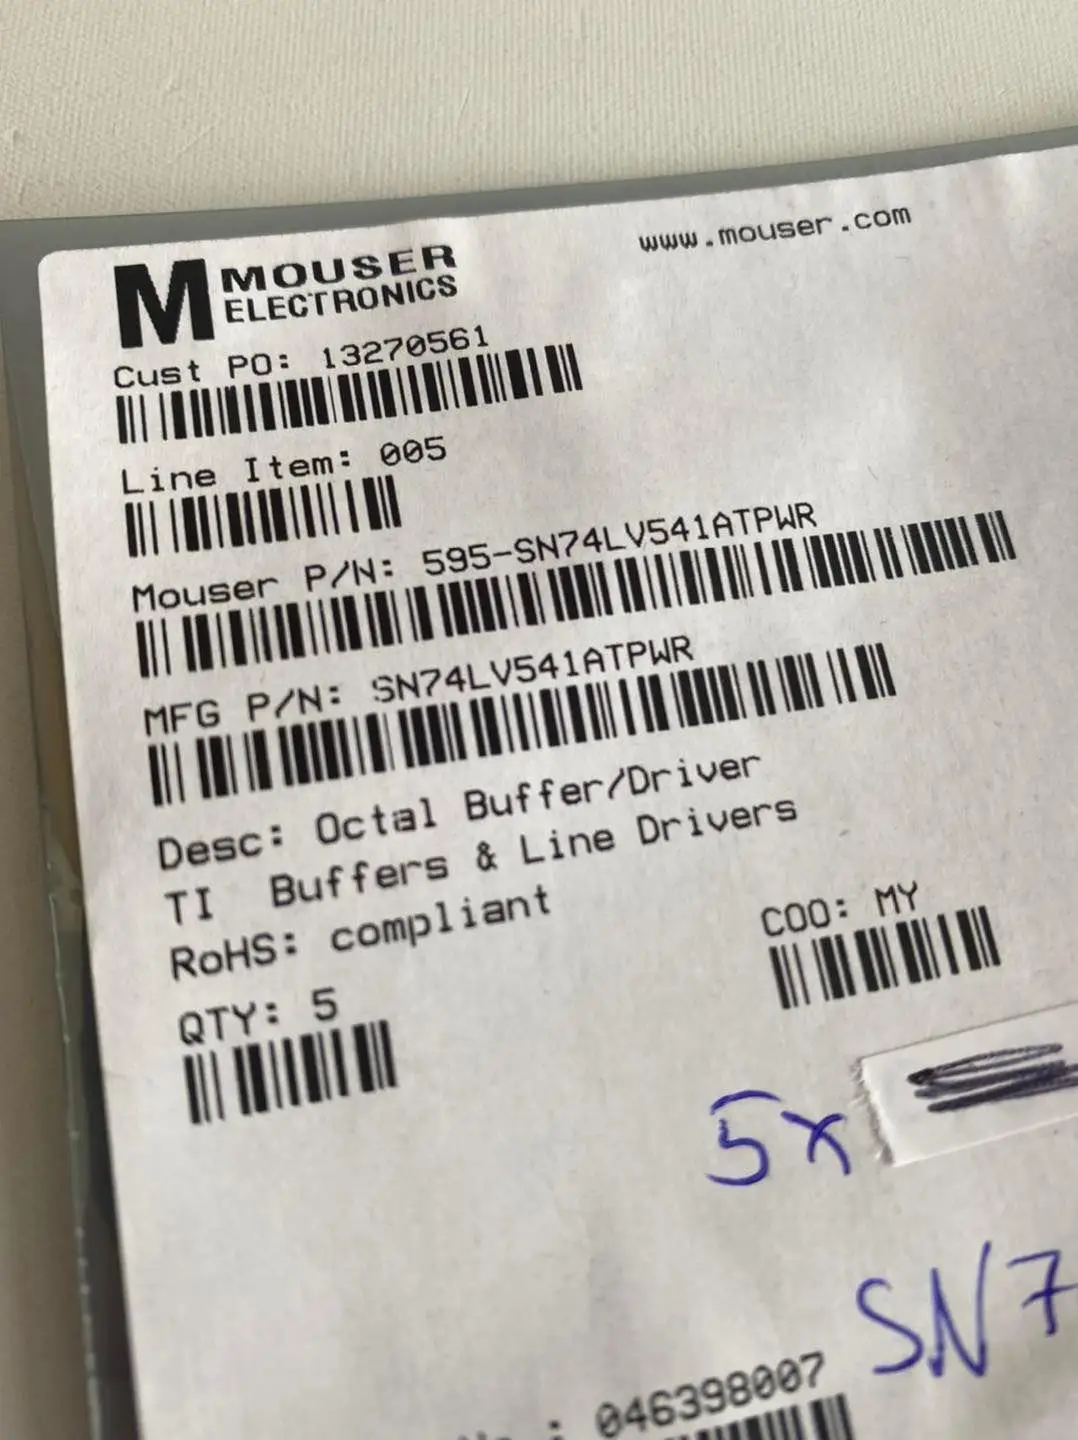 MOUSER
ELECTRONICS
www.mouser.com
Cust PO: 13270561
Line Item: 005
Mouser P/N: 595-SN74LV541ATPWR
MFG P/N: SN74LV541ATPWR
Desc: Octal Buffer/Driver
TI Buffers & Line Drivers
RoHS: compliant
COO: MY
QTY: 5
5x
SN7
: 046398007